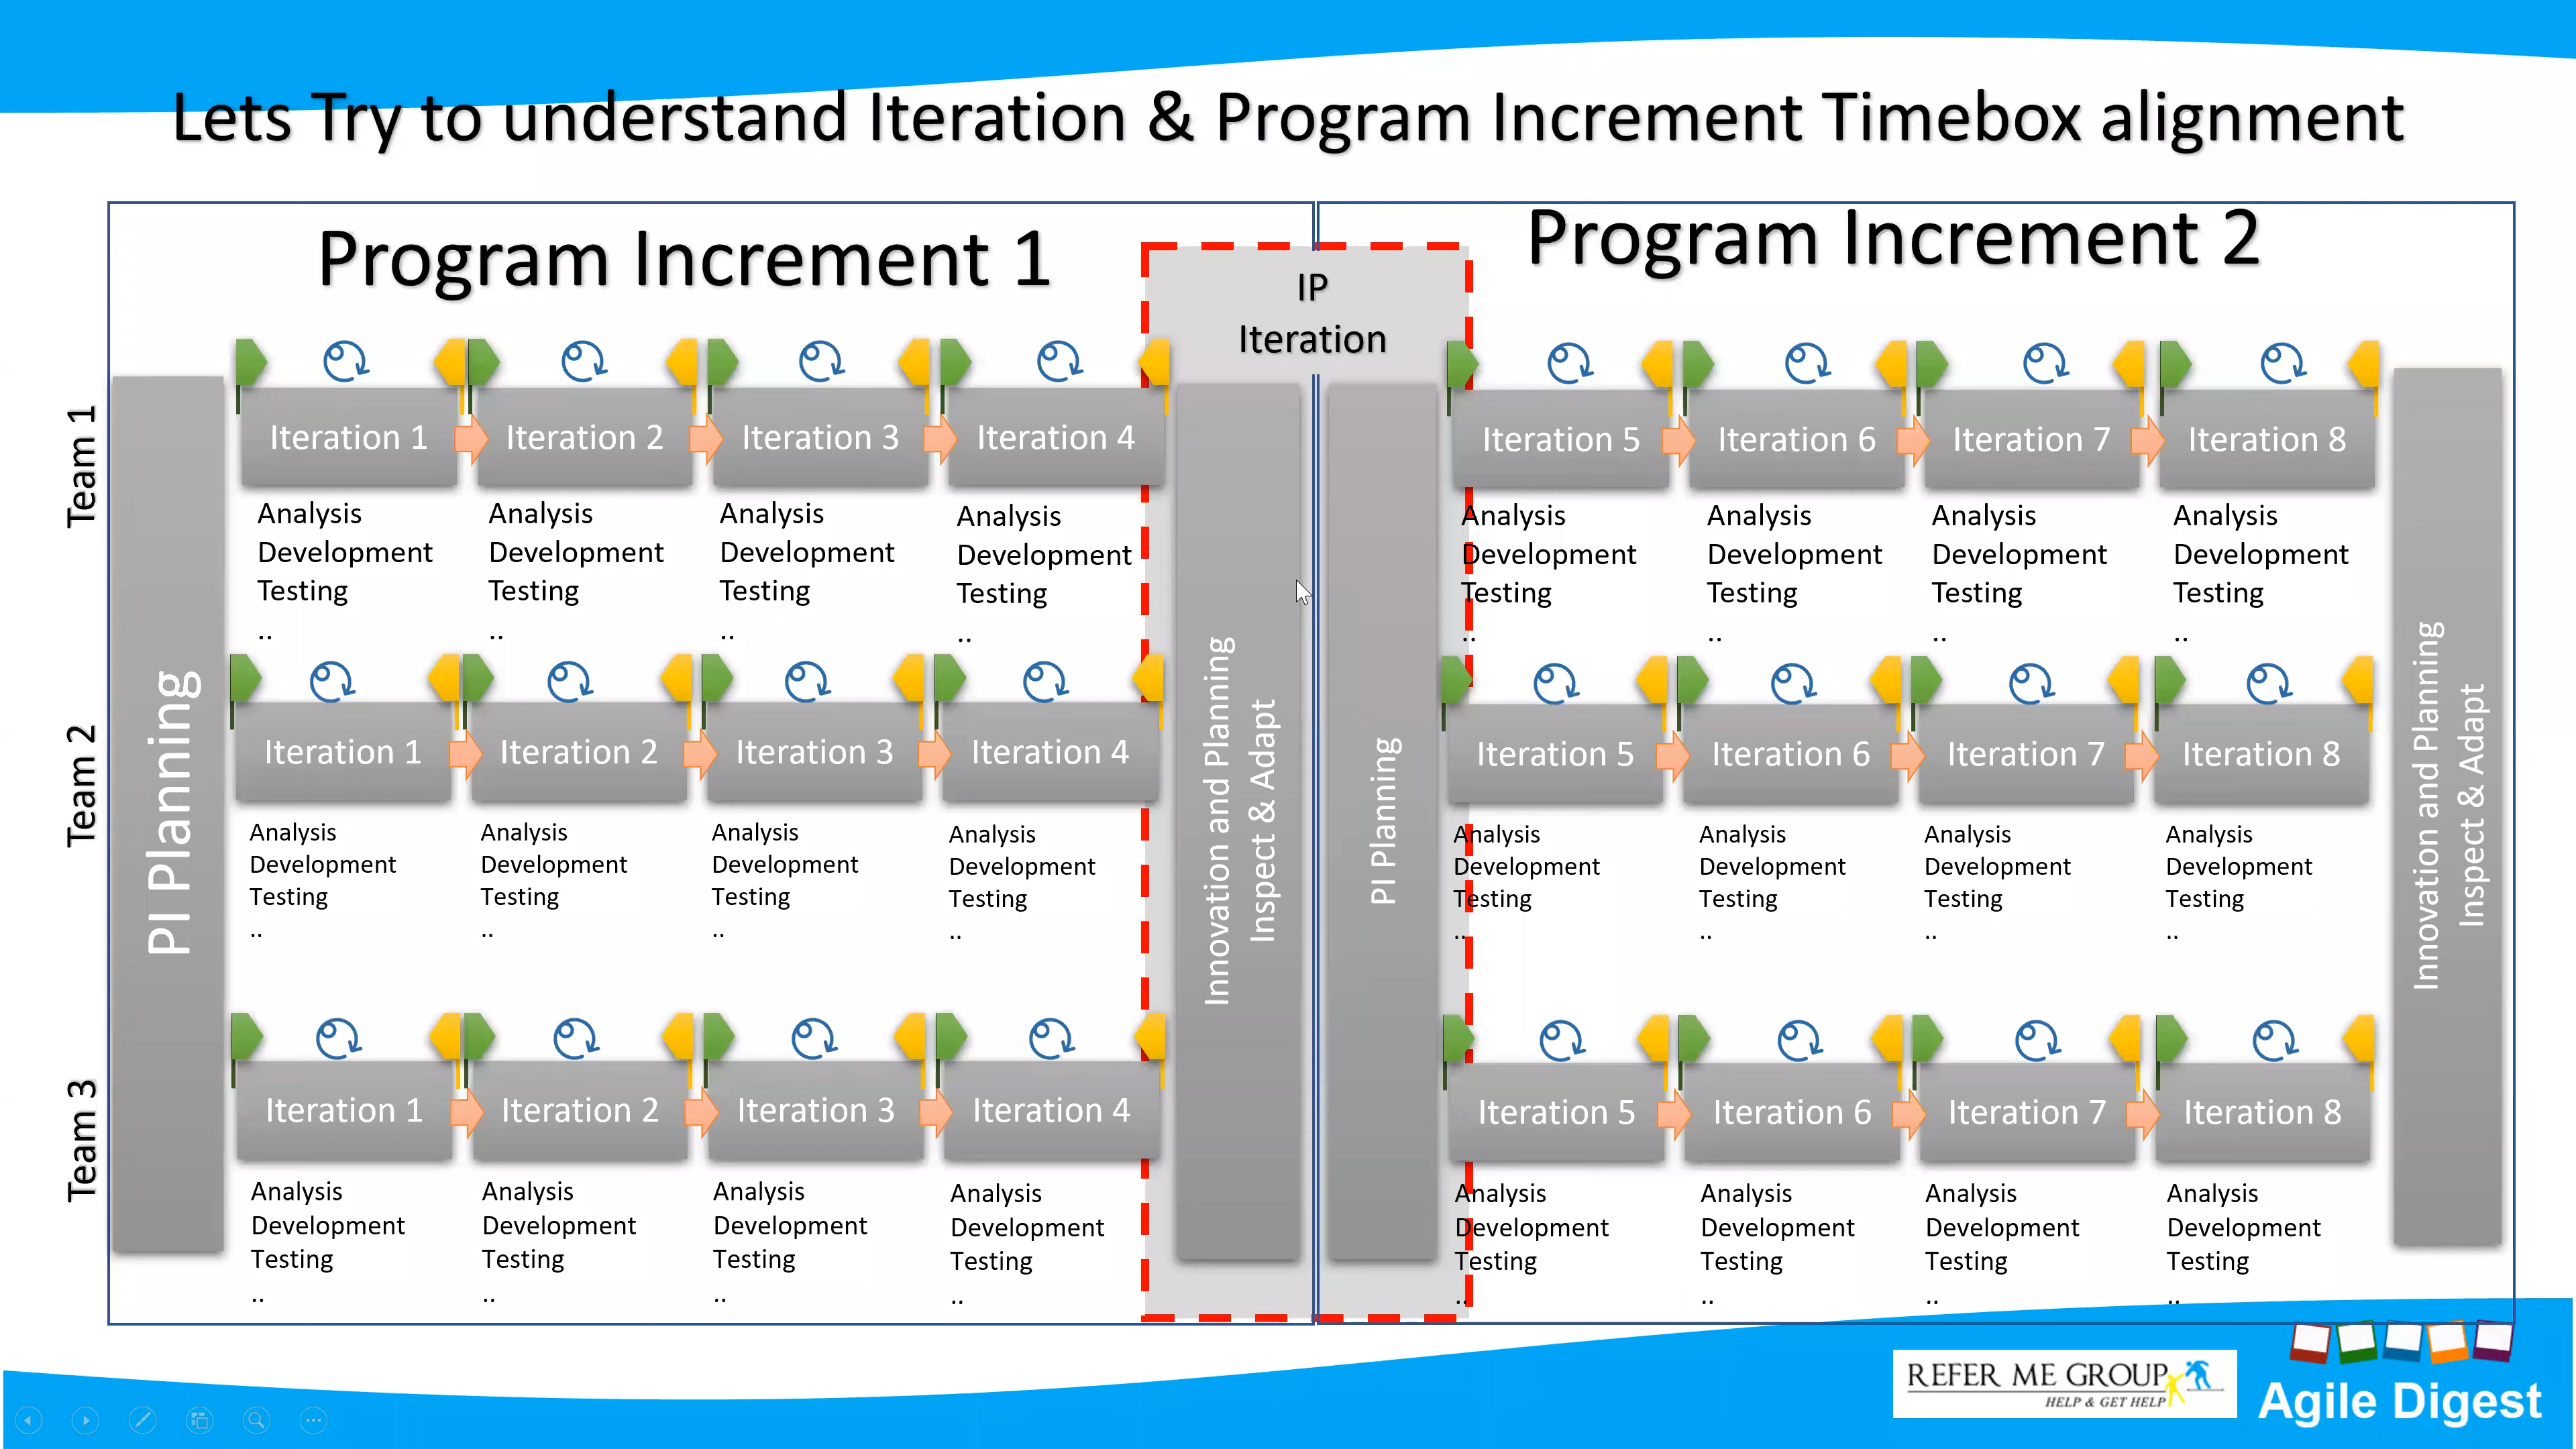 Lets Try to understand Iteration & Program Increment Timebox alignment
Program Increment 1
IP
Iteration
Program Increment 2
Team 1
PI Planning
Iteration 1
Iteration 2
Iteration 3
Iteration 4
Analysis
Development
Testing
..
Analysis
Development
Testing
..
Analysis
Development
Testing
..
Analysis
Development
Testing
..
Innovation and Planning
Inspect & Adapt
PI Planning
Iteration 5
Iteration 6
Iteration 7
Iteration 8
Analysis
Development
Testing
..
Analysis
Development
Testing
..
Analysis
Development
Testing
..
Analysis
Development
Testing
..
Innovation and Planning
Inspect & Adapt
Team 2
Iteration 1
Iteration 2
Iteration 3
Iteration 4
Analysis
Development
Testing
..
Analysis
Development
Testing
..
Analysis
Development
Testing
..
Analysis
Development
Testing
..
Iteration 5
Iteration 6
Iteration 7
Iteration 8
Analysis
Development
Testing
..
Analysis
Development
Testing
..
Analysis
Development
Testing
..
Analysis
Development
Testing
..
Team 3
Iteration 1
Iteration 2
Iteration 3
Iteration 4
Analysis
Development
Testing
..
Analysis
Development
Testing
..
Analysis
Development
Testing
..
Analysis
Development
Testing
..
Iteration 5
Iteration 6
Iteration 7
Iteration 8
Analysis
Development
Testing
..
Analysis
Development
Testing
..
Analysis
Development
Testing
..
Analysis
Development
Testing
..
REFER ME GROUP
HELP & GET HELP
Agile Digest